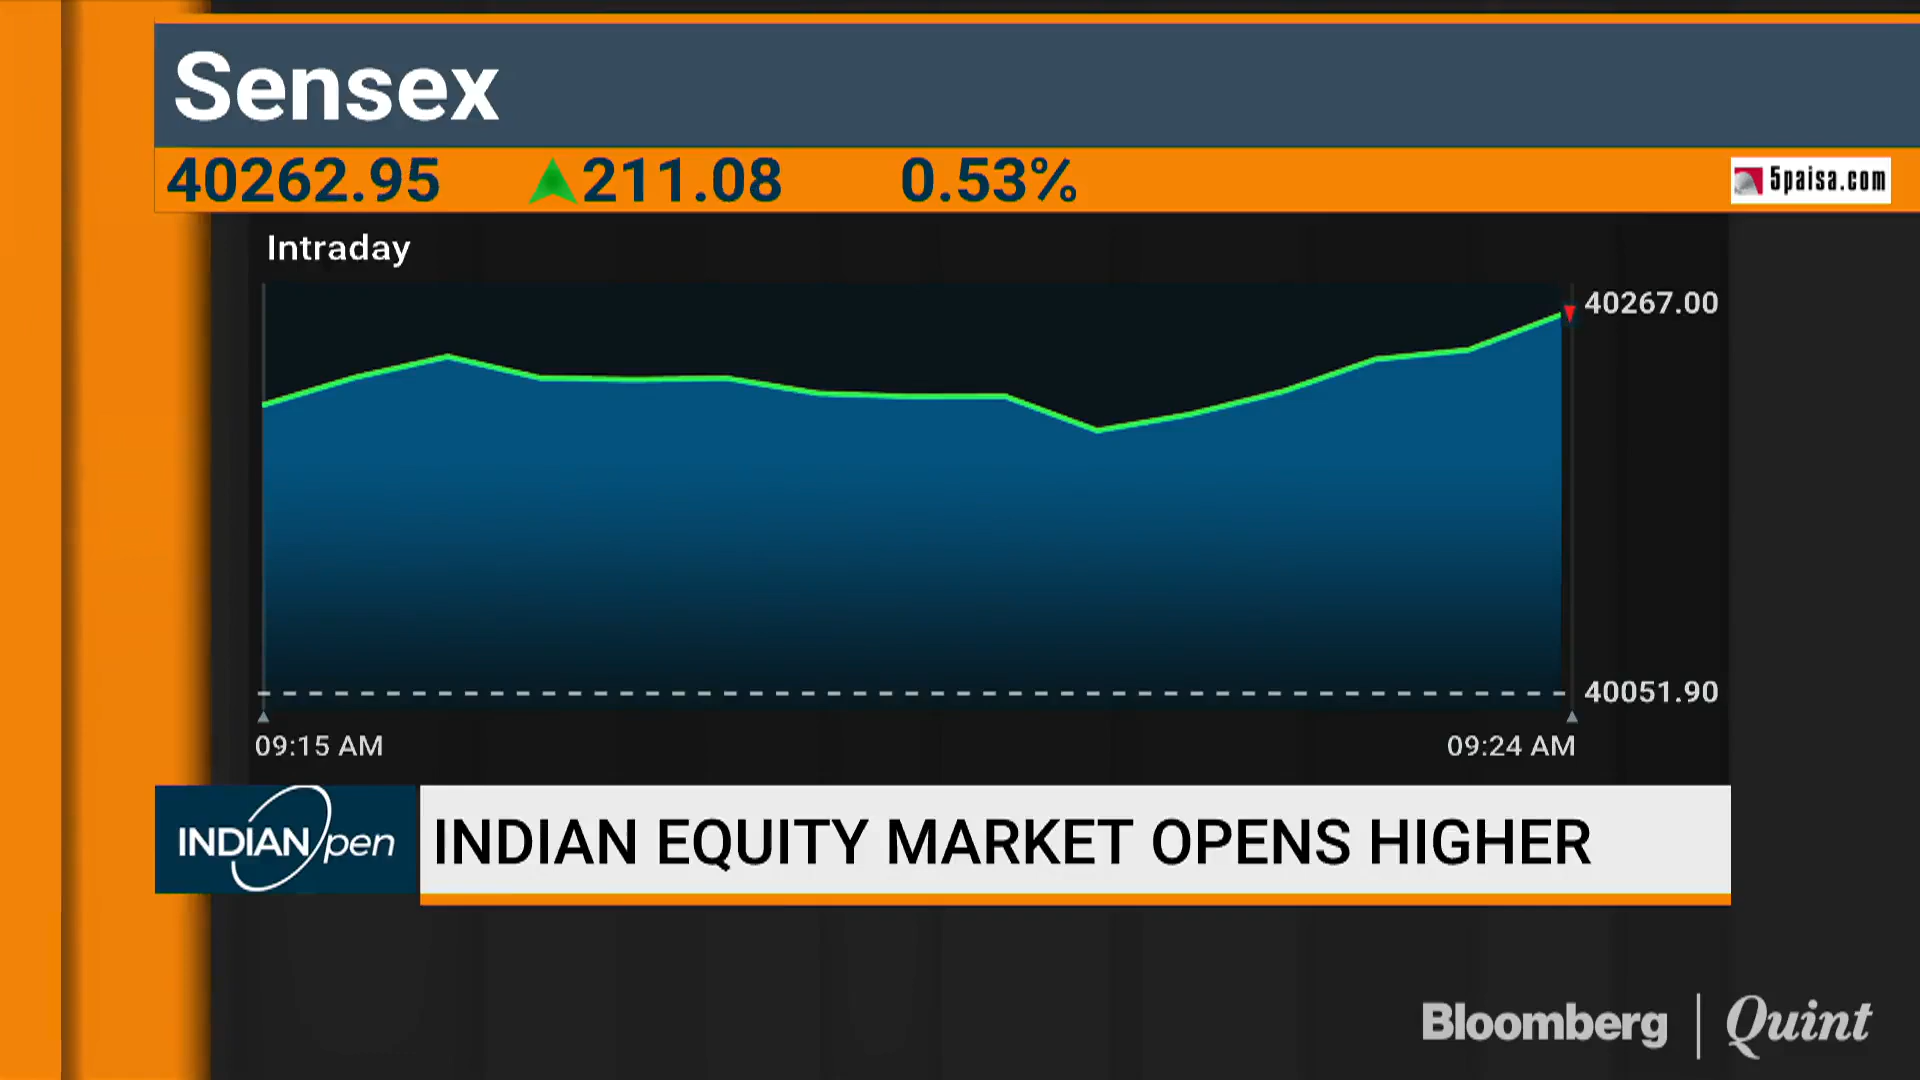 Sensex
40262.95 211.08 0.53%
5paisa.com
Intraday
40267.00
40051.90
09:15 AM 09:24 AM
INDIAN Open
INDIAN EQUITY MARKET OPENS HIGHER
Bloomberg | Quint